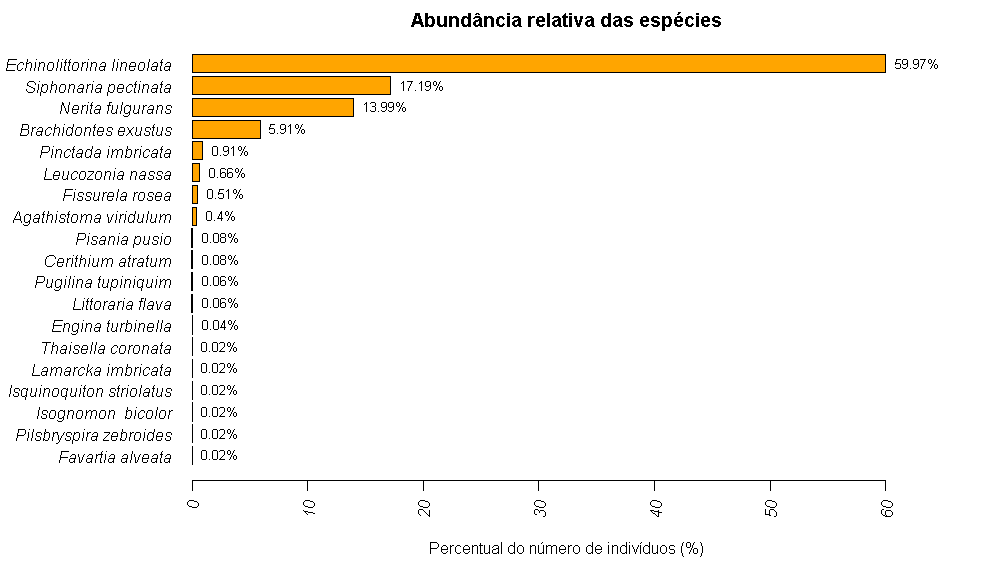 Abundância relativa das espécies
Echinolittorina lineolata 59.97%
Siphonaria pectinata 17.19%
Nerita fulgurans 13.99%
Brachidontes exustus 5.91%
Pinctada imbricata 0.91%
Leucozonia nassa 0.66%
Fissurela rosea 0.51%
Agathistoma viridulum 0.4%
Pisania pusio 0.08%
Cerithium atratum 0.08%
Pugilina tupiniquim 0.06%
Littoraria flava 0.06%
Engina turbinella 0.04%
Thaisella coronata 0.02%
Lamarcka imbricata 0.02%
Isquinoquiton striolatus 0.02%
Isognomon  bicolor 0.02%
Pilsbryspira zebroides 0.02%
Favartia alveata 0.02%
0 10 20 30 40 50 60
Percentual do número de indivíduos (%)